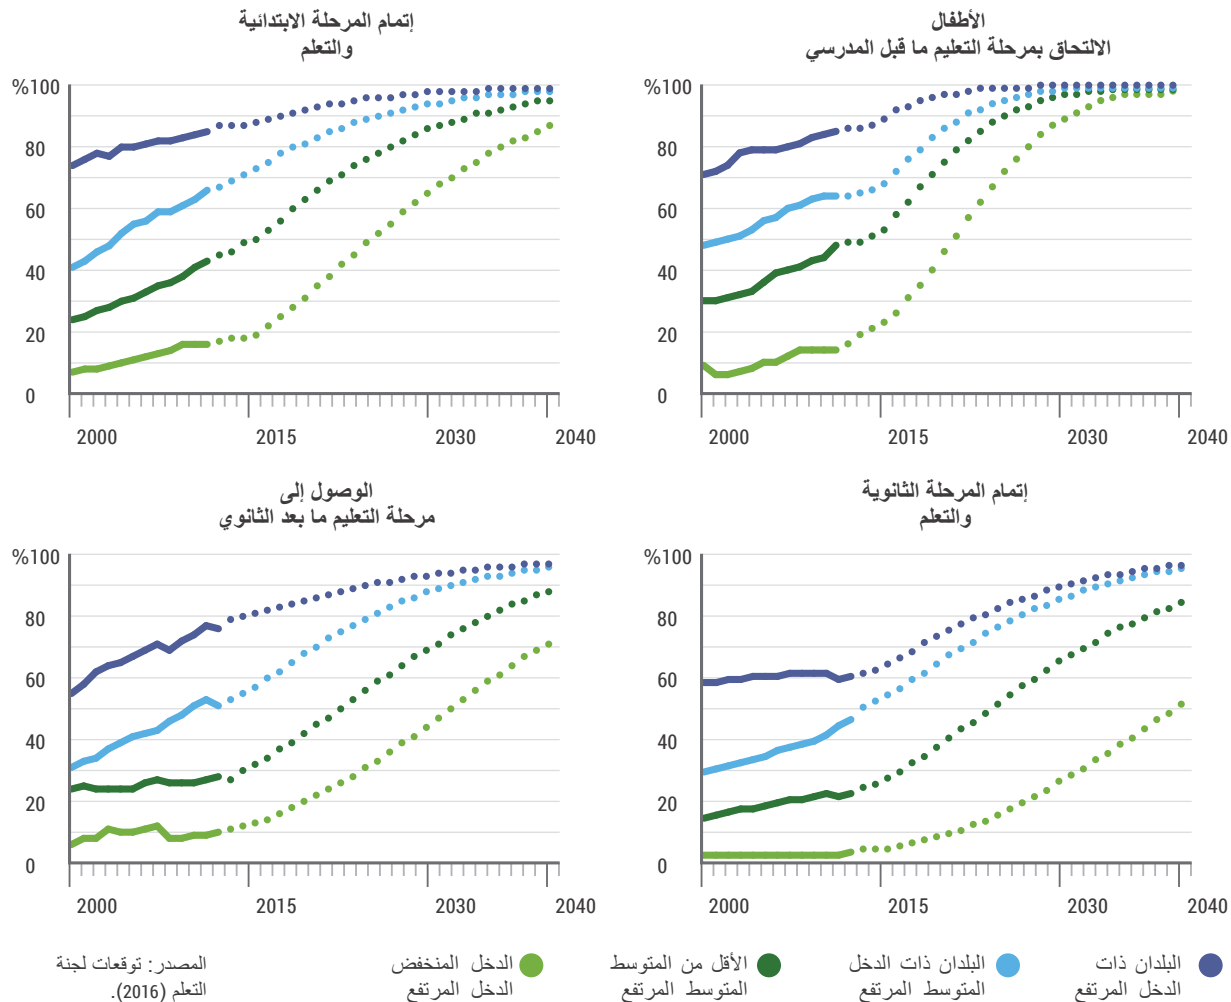 الأطفال
الالتحاق بمرحلة التعليم ما قبل المدرسي
%100
80
60
40
20
0
2000
2015
2030
2040
إتمام المرحلة الابتدائية
والتعلم
%100
80
60
40
20
0
2000
2015
2030
2040
إتمام المرحلة الثانوية
والتعلم
%100
80
60
40
20
0
2000
2015
2030
2040
الوصول إلى
مرحلة التعليم ما بعد الثانوي
%100
80
60
40
20
0
2000
2015
2030
2040
البلدان ذات
الدخل المرتفع
البلدان ذات الدخل
المتوسط المرتفع
الأقل من المتوسط
المتوسط المرتفع
الدخل المنخفض
الدخل المرتفع
المصدر: توقعات لجنة
التعلم (2016).